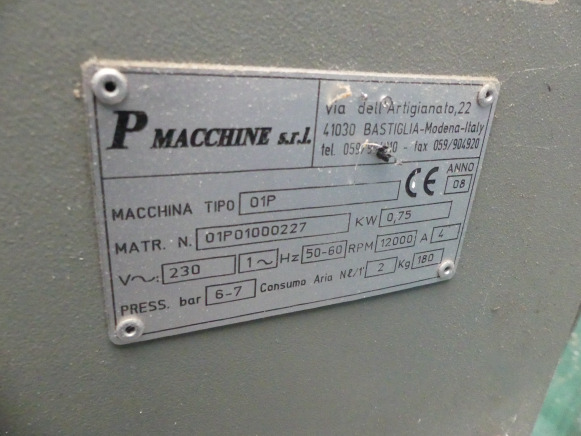 P MACCHINE s.r.l.
Via dell'Artigianato,22
41030 BASTIGLIA-Modena-Italy
tel. fax 059/904920
CE ANNO
08
MACCHINA TIPO 01P
MATR. N. 01P01000227 KW 0,75
V~: 230 1~ Hz 50-60 RPM 12000 A 4
PRESS. bar 6-7 Consumo Aria Nℓ/1' 2 Kg 180